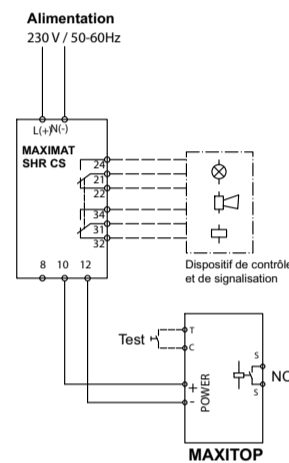 Alimentation
230 V / 50-60Hz
L(+)N(-)
MAXIMAT
SHR CS
24
21
22
34
31
32
8 10 12
Dispositif de contrôle
et de signalisation
Test
T
C
S
S
NC
+
-
POWER
MAXITOP